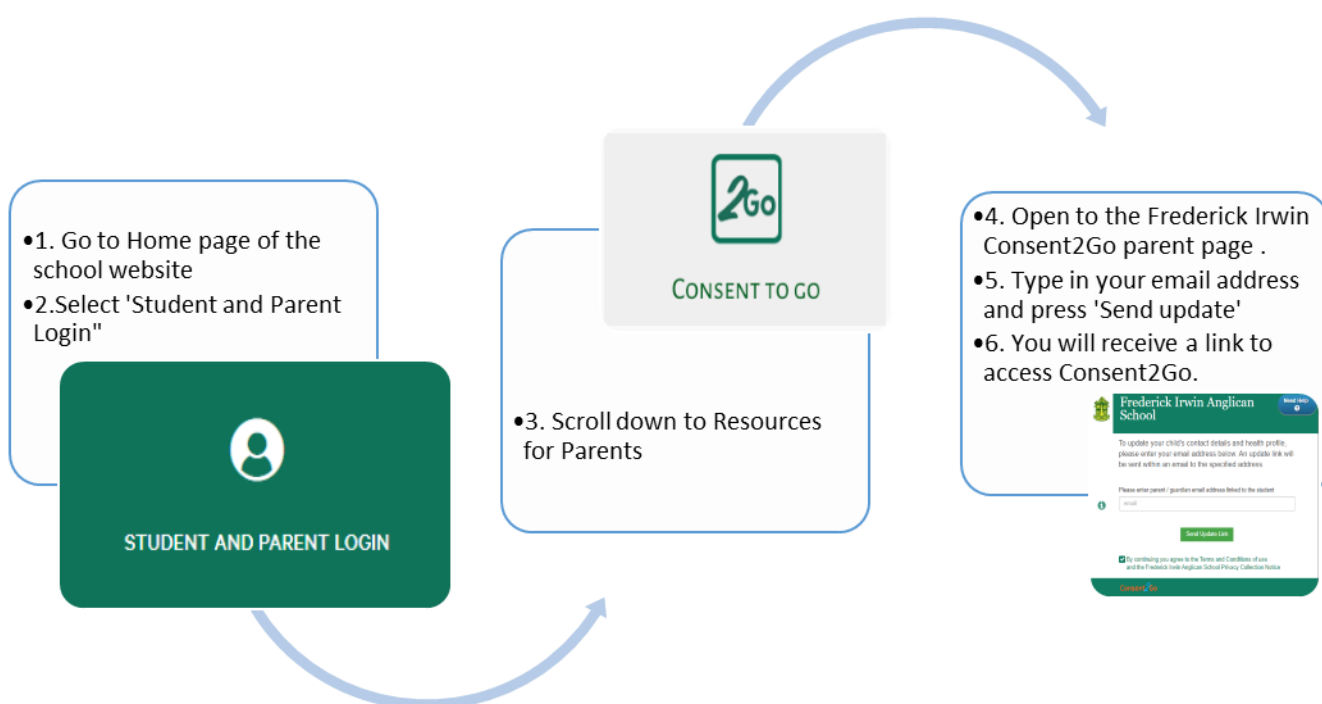 •1. Go to Home page of the
school website
•2.Select 'Student and Parent
Login"
STUDENT AND PARENT LOGIN
2Go
CONSENT TO GO
•3. Scroll down to Resources
for Parents
•4. Open to the Frederick Irwin
Consent2Go parent page .
•5. Type in your email address
and press 'Send update'
•6. You will receive a link to
access Consent2Go.
Frederick Irwin Anglican
School
Need Help
?
To update your child's contact details and health profile,
please enter your email address below. An update link will
be sent within an email to the specified address.
Please enter parent / guardian email address linked to the student
email
Send Update Link
By continuing you agree to the Terms and Conditions of use
and the Frederick Irwin Anglican School Privacy Collection Notice
Consent2Go